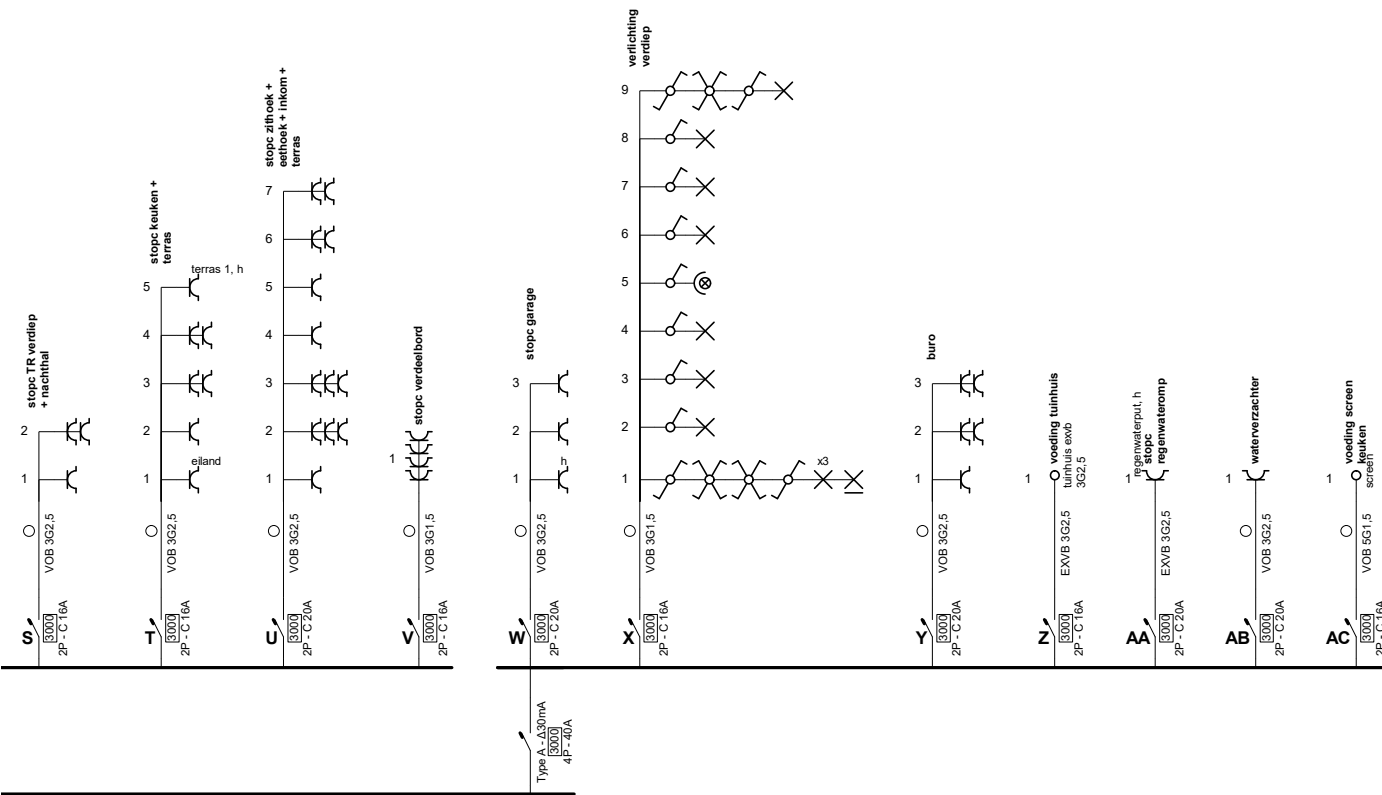 stopc TR verdiep
+ nachthal
2
1
VOB 3G2,5
S
3000
2P - C 16A
stopc keuken +
terras
5
terras 1, h
4
3
2
1
eiland
VOB 3G2,5
T
3000
2P - C 16A
stopc zithoek +
eethoek + inkom +
terras
7
6
5
4
3
2
1
VOB 3G2,5
U
3000
2P - C 20A
stopc verdeelbord
1
VOB 3G1,5
V
3000
2P - C 16A
stopc garage
3
2
1
h
VOB 3G2,5
W
3000
2P - C 20A
verlichting
verdiep
9
8
7
6
5
4
3
2
1
x3
VOB 3G1,5
X
3000
2P - C 16A
buro
3
2
1
VOB 3G2,5
Y
3000
2P - C 20A
voeding tuinhuis
tuinhuis exvb
3G2,5
1
EXVB 3G2,5
Z
3000
2P - C 16A
regenwaterput, h
stopc
regenwateromp
1
EXVB 3G2,5
AA
3000
2P - C 20A
waterverzachter
1
VOB 3G2,5
AB
3000
2P - C 20A
voeding screen
keuken
screen
1
VOB 5G1,5
AC
3000
2P - C 16A
Type A - Δ30mA
3000
4P - 40A